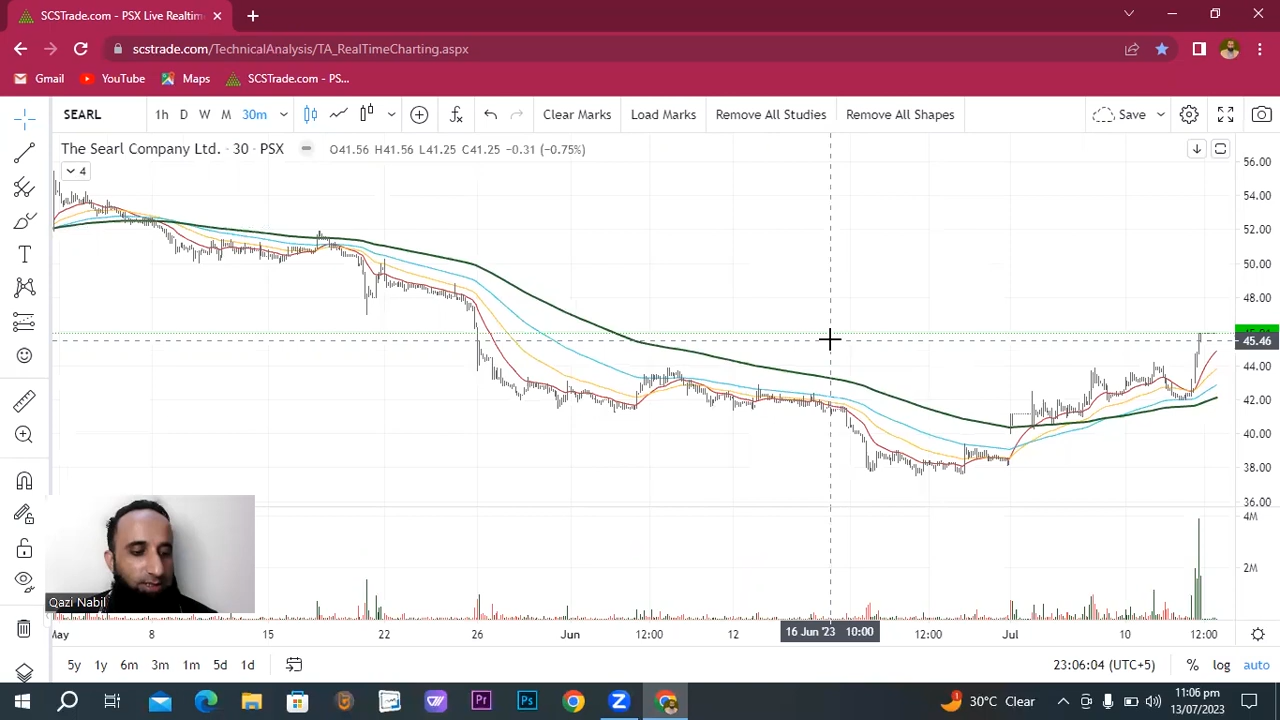 SCSTrade.com - PSX Live Realtim
scstrade.com/TechnicalAnalysis/TA_RealTimeCharting.aspx
Gmail YouTube Maps SCSTrade.com - PS...
SEARL 1h D W M 30m Clear Marks Load Marks Remove All Studies Remove All Shapes Save
The Searl Company Ltd. · 30 · PSX O41.56 H41.56 L41.25 C41.25 −0.31 (−0.75%)
4
56.00
54.00
52.00
50.00
48.00
45.46
44.00
42.00
40.00
38.00
36.00
4M
2M
Qazi Nabil
May 8 15 22 26 Jun 12:00 12 16 Jun '23 10:00 12:00 Jul 10 12:00
5y 1y 6m 3m 1m 5d 1d 23:06:04 (UTC+5) % log auto
Pr Ps 1 30°C Clear 11:06 pm
13/07/2023